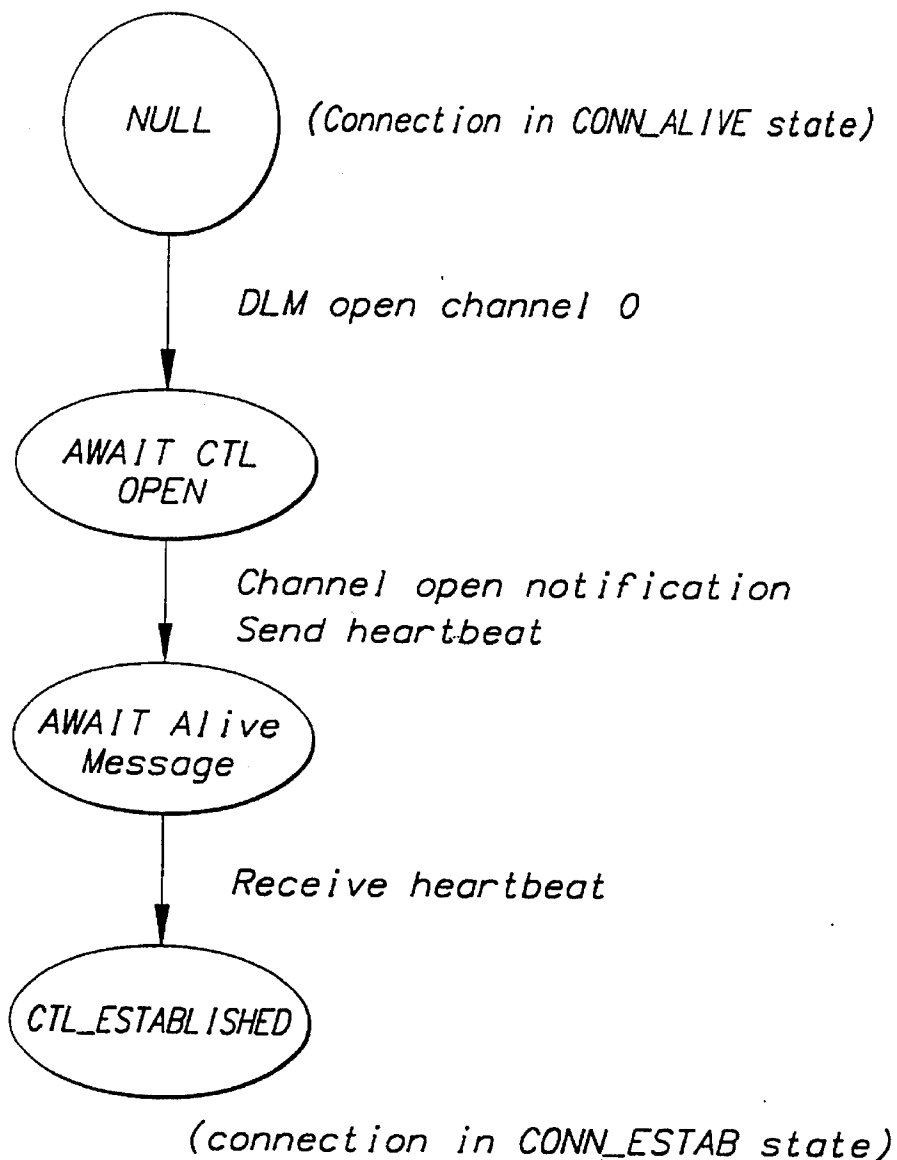 NULL
(Connection in CONN_ALIVE state)
DLM open channel 0
AWAIT CTL
OPEN
Channel open notification
Send heartbeat
AWAIT Alive
Message
Receive heartbeat
CTL_ESTABLISHED
(connection in CONN_ESTAB state)